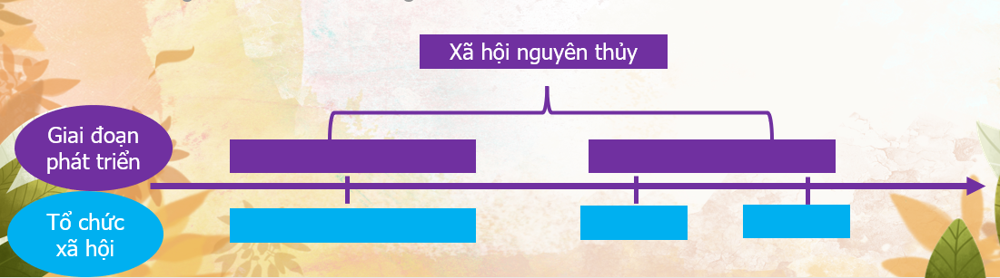 Xã hội nguyên thủy
Giai đoạn
phát triển
Tổ chức
xã hội